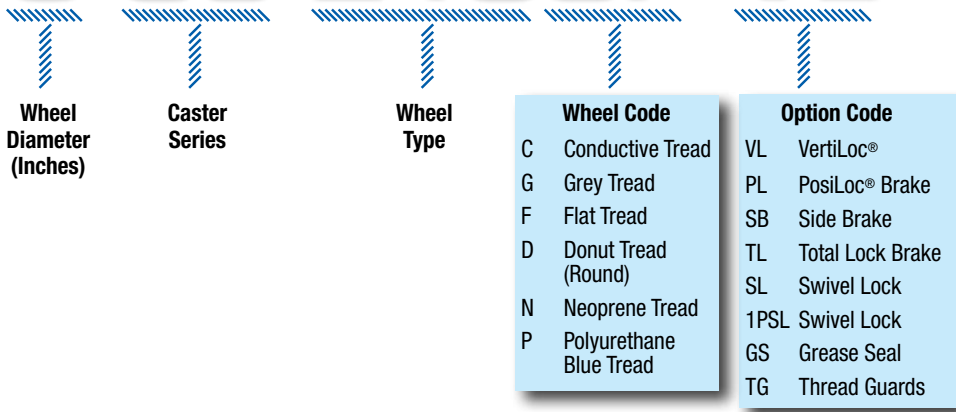 Wheel
Diameter
(Inches)
Caster
Series
Wheel
Type
Wheel Code
C Conductive Tread
G Grey Tread
F Flat Tread
D Donut Tread
(Round)
N Neoprene Tread
P Polyurethane
Blue Tread
Option Code
VL VertiLoc®
PL PosiLoc® Brake
SB Side Brake
TL Total Lock Brake
SL Swivel Lock
1PSL Swivel Lock
GS Grease Seal
TG Thread Guards